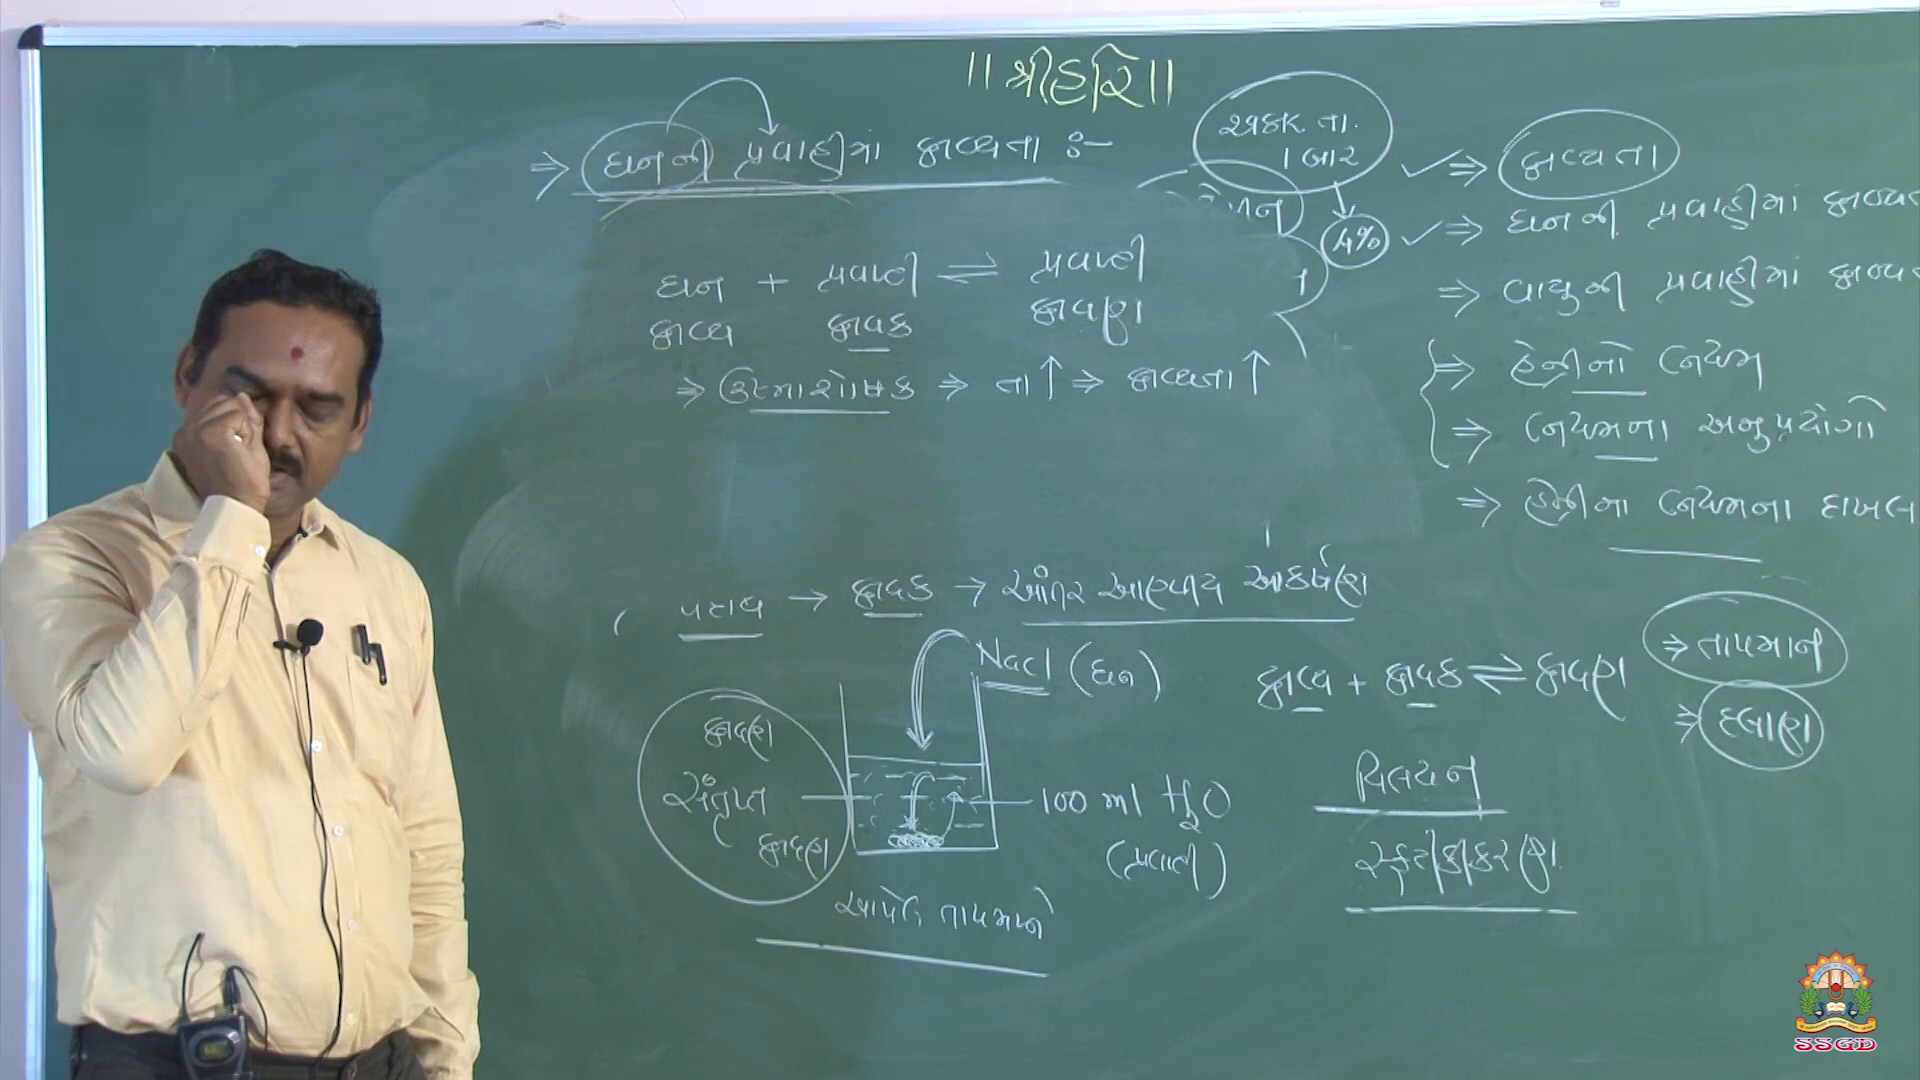 ॥ શ્રીહરિ ॥
⇒ ઘનની પ્રવાહીમાં દ્રાવ્યતા :-
ઘન + પ્રવાહી ⇌ પ્રવાહી
દ્રાવ્ય દ્રાવક દ્રાવણ
⇒ ઉષ્માશોષક ⇒ તા ↑ ⇒ દ્રાવ્યતા ↑
તા.
1 બાર
✓ ⇒ દ્રાવ્યતા
✓ ⇒ ઘનની પ્રવાહીમાં
⇒ વાયુની પ્રવાહીમાં
⇒ હેન્રીનો નિયમ
⇒ નિયમના અનુપ્રયોગો
⇒ હેન્રીના નિયમના દાખલ
→ દ્રાવક → આંતર આણ્વીય આકર્ષણ
NaCl (ઘન)
દ્રાવ્ય + દ્રાવક ⇌ દ્રાવણ
⇒ તાપમાન
⇒ દબાણ
દ્રાવણ
સંતૃપ્ત
દ્રાવણ
100 ml H2O
(પ્રવાહી)
વિલયન
સ્ફટીકીકરણ
આપેલ તાપમાને
SSGD